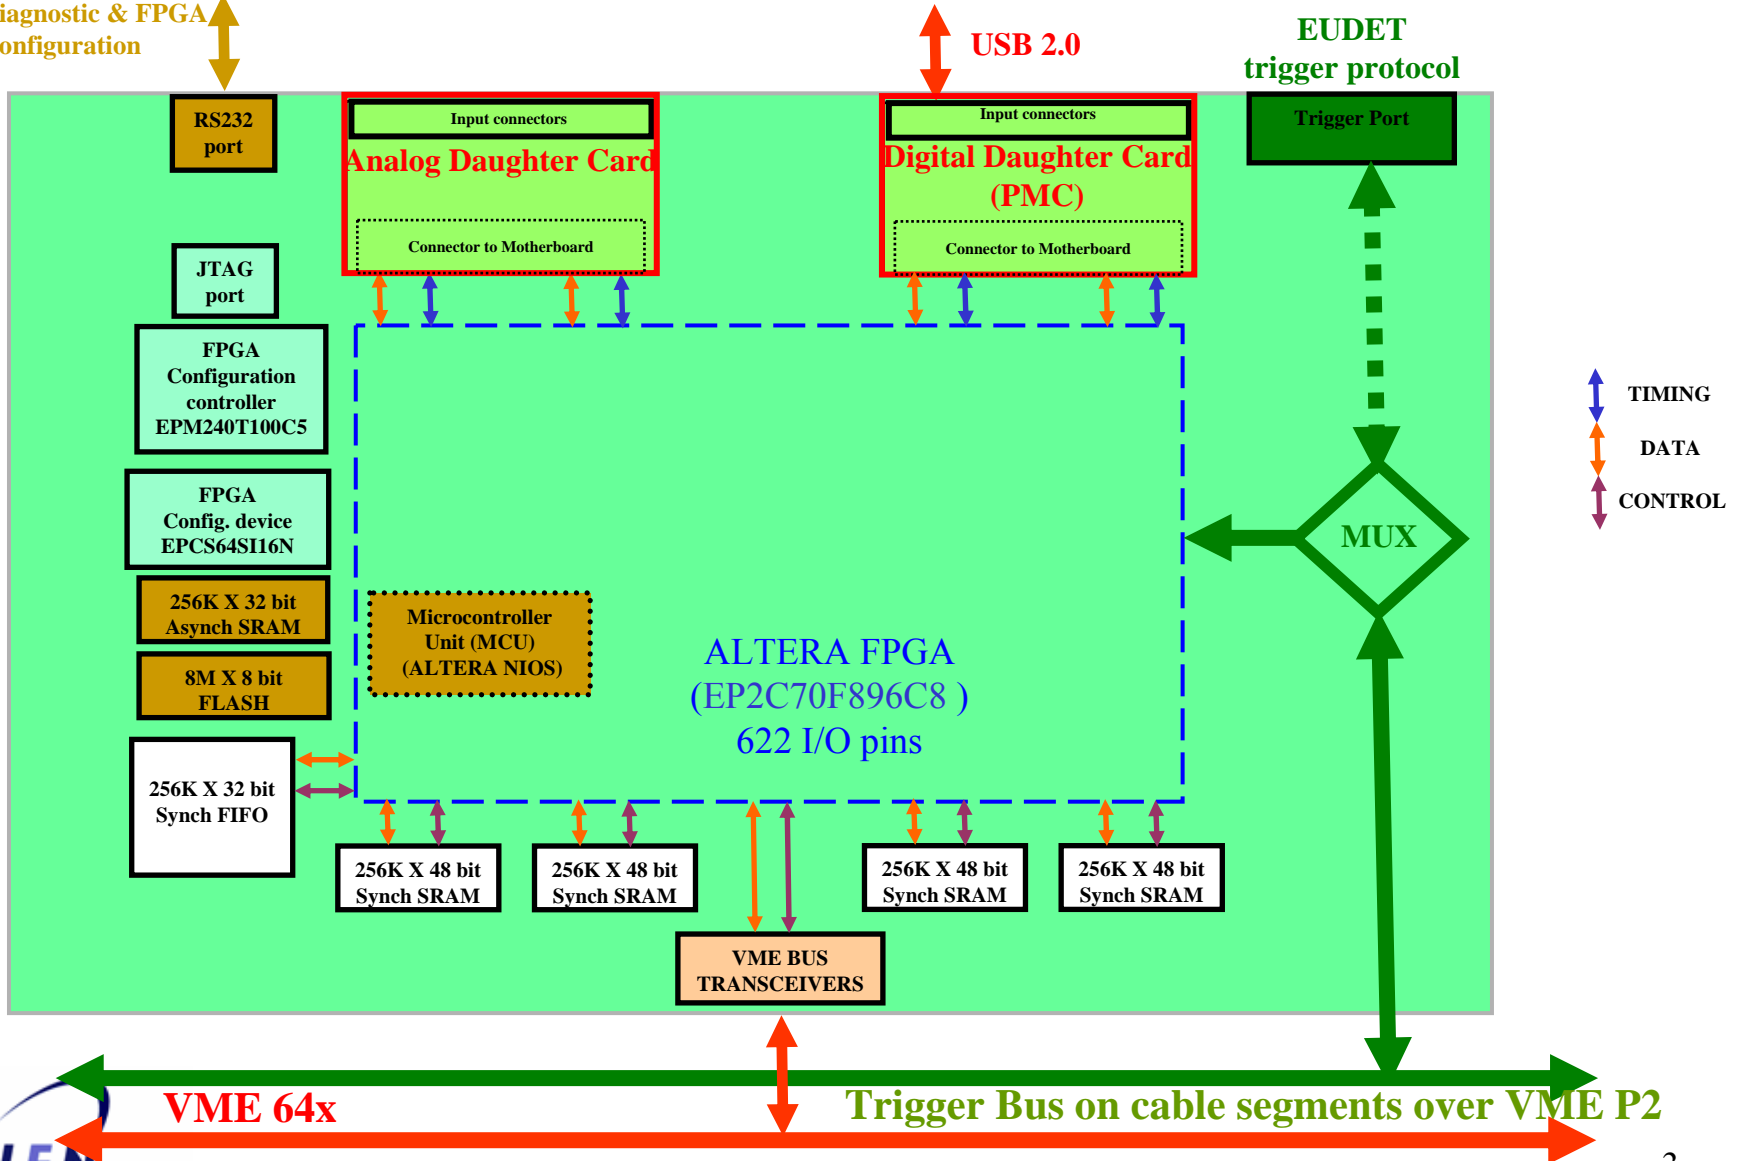 iagnostic & FPGA
onfiguration
USB 2.0
EUDET
trigger protocol
RS232
port
Input connectors
Analog Daughter Card
Connector to Motherboard
Input connectors
Digital Daughter Card
(PMC)
Connector to Motherboard
Trigger Port
JTAG
port
FPGA
Configuration
controller
EPM240T100C5
FPGA
Config. device
EPCS64SI16N
256K X 32 bit
Asynch SRAM
8M X 8 bit
FLASH
256K X 32 bit
Synch FIFO
Microcontroller
Unit (MCU)
(ALTERA NIOS)
ALTERA FPGA
(EP2C70F896C8 )
622 I/O pins
MUX
TIMING
DATA
CONTROL
256K X 48 bit
Synch SRAM
256K X 48 bit
Synch SRAM
256K X 48 bit
Synch SRAM
256K X 48 bit
Synch SRAM
VME BUS
TRANSCEIVERS
VME 64x
Trigger Bus on cable segments over VME P2